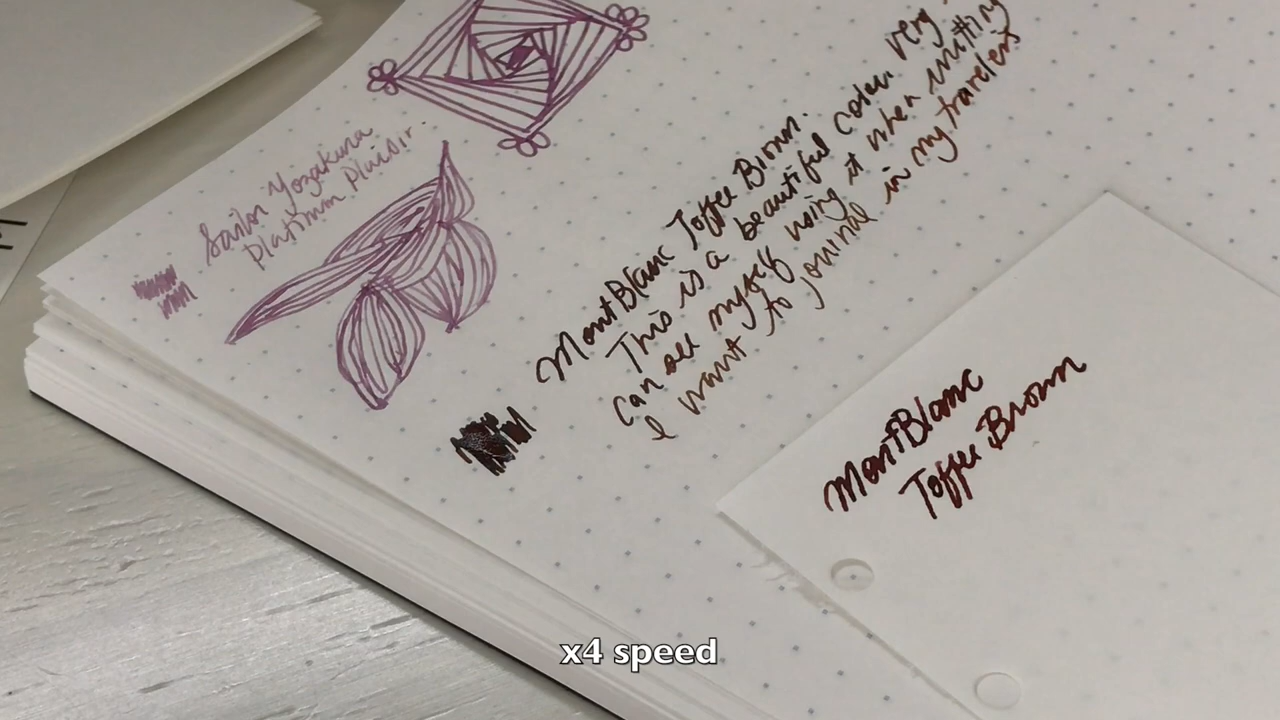 Sailor Yozakura
Platinum Plaisir.
MontBlanc Toffee Brown.
This is a beautiful color. very
can see myself using it when writing
I want to journal in my travelers
MontBlanc
Toffee Brown
x4 speed